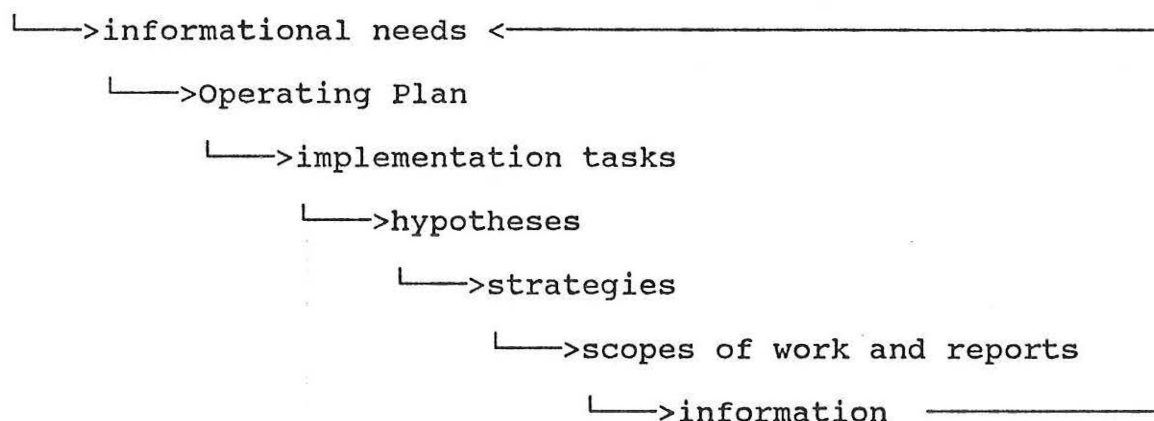 informational needs
Operating Plan
implementation tasks
hypotheses
strategies
scopes of work and reports
information